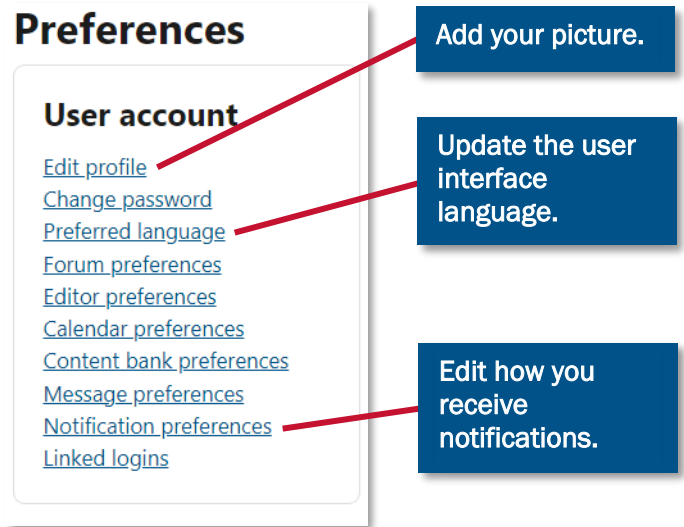 Preferences
User account
Edit profile
Change password
Preferred language
Forum preferences
Editor preferences
Calendar preferences
Content bank preferences
Message preferences
Notification preferences
Linked logins
Add your picture.
Update the user
interface
language.
Edit how you
receive
notifications.